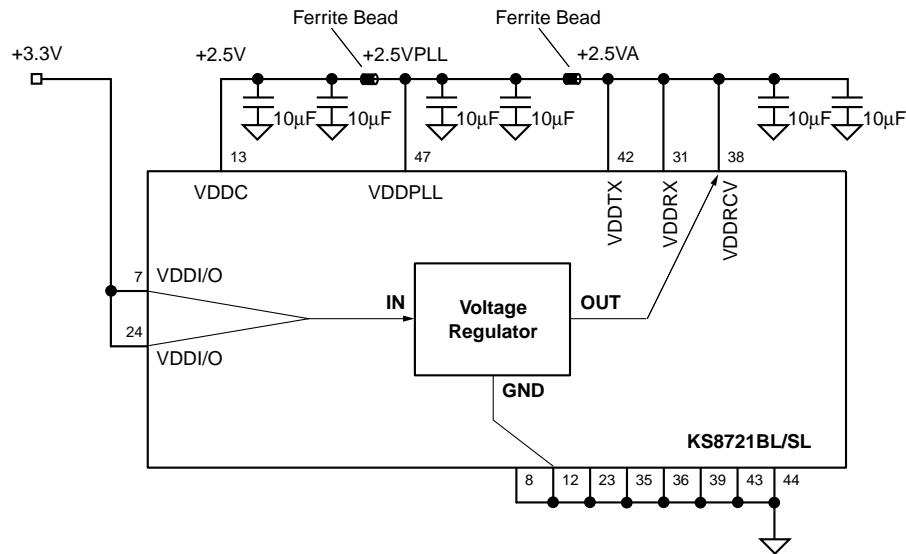 Ferrite Bead
Ferrite Bead
+3.3V
+2.5V
+2.5VPLL
+2.5VA
10µF
10µF
10µF
10µF
10µF
10µF
13
47
42
31
38
VDDC
VDDPLL
VDDTX
VDDRX
VDDRCV
7
VDDI/O
24
VDDI/O
IN
Voltage
Regulator
OUT
GND
KS8721BL/SL
8
12
23
35
36
39
43
44